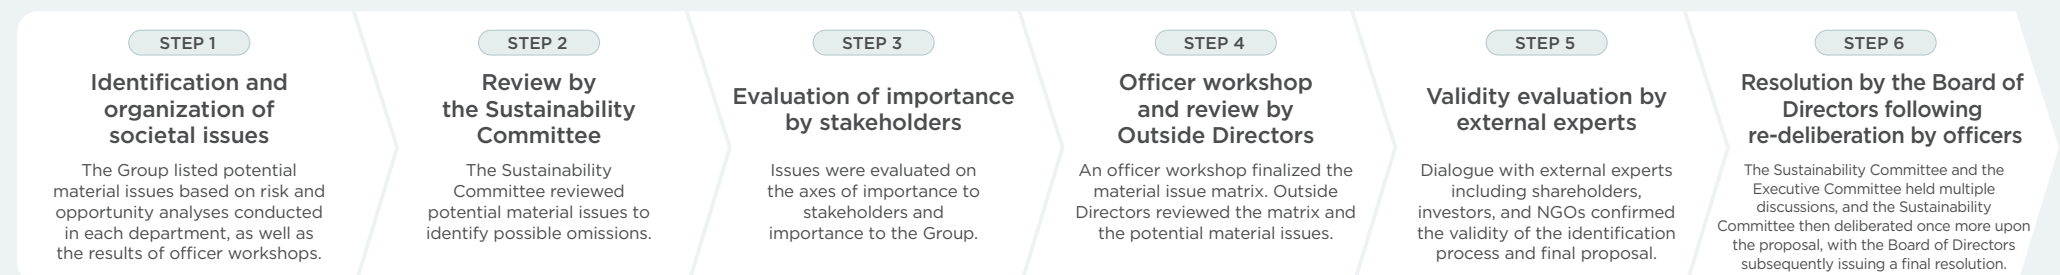 STEP 1
Identification and
organization of
societal issues
The Group listed potential
material issues based on risk and
opportunity analyses conducted
in each department, as well as
the results of officer workshops.
STEP 2
Review by
the Sustainability
Committee
The Sustainability
Committee reviewed
potential material issues to
identify possible omissions.
STEP 3
Evaluation of importance
by stakeholders
Issues were evaluated on
the axes of importance to
stakeholders and
importance to the Group.
STEP 4
Officer workshop
and review by
Outside Directors
An officer workshop finalized the
material issue matrix. Outside
Directors reviewed the matrix and
the potential material issues.
STEP 5
Validity evaluation by
external experts
Dialogue with external experts
including shareholders,
investors, and NGOs confirmed
the validity of the identification
process and final proposal.
STEP 6
Resolution by the Board of
Directors following
re-deliberation by officers
The Sustainability Committee and the
Executive Committee held multiple
discussions, and the Sustainability
Committee then deliberated once more upon
the proposal, with the Board of Directors
subsequently issuing a final resolution.